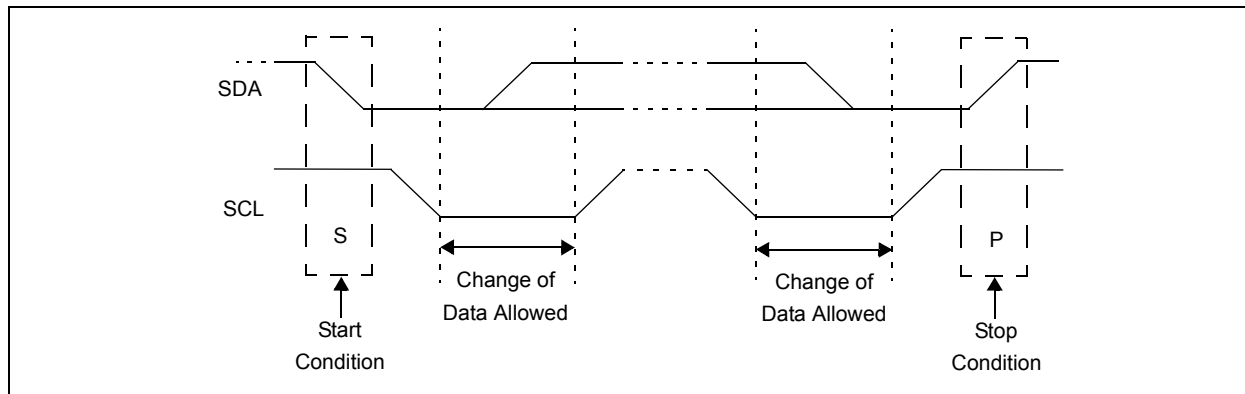 SDA
SCL
S
P
Change of
Data Allowed
Change of
Data Allowed
Start
Condition
Stop
Condition